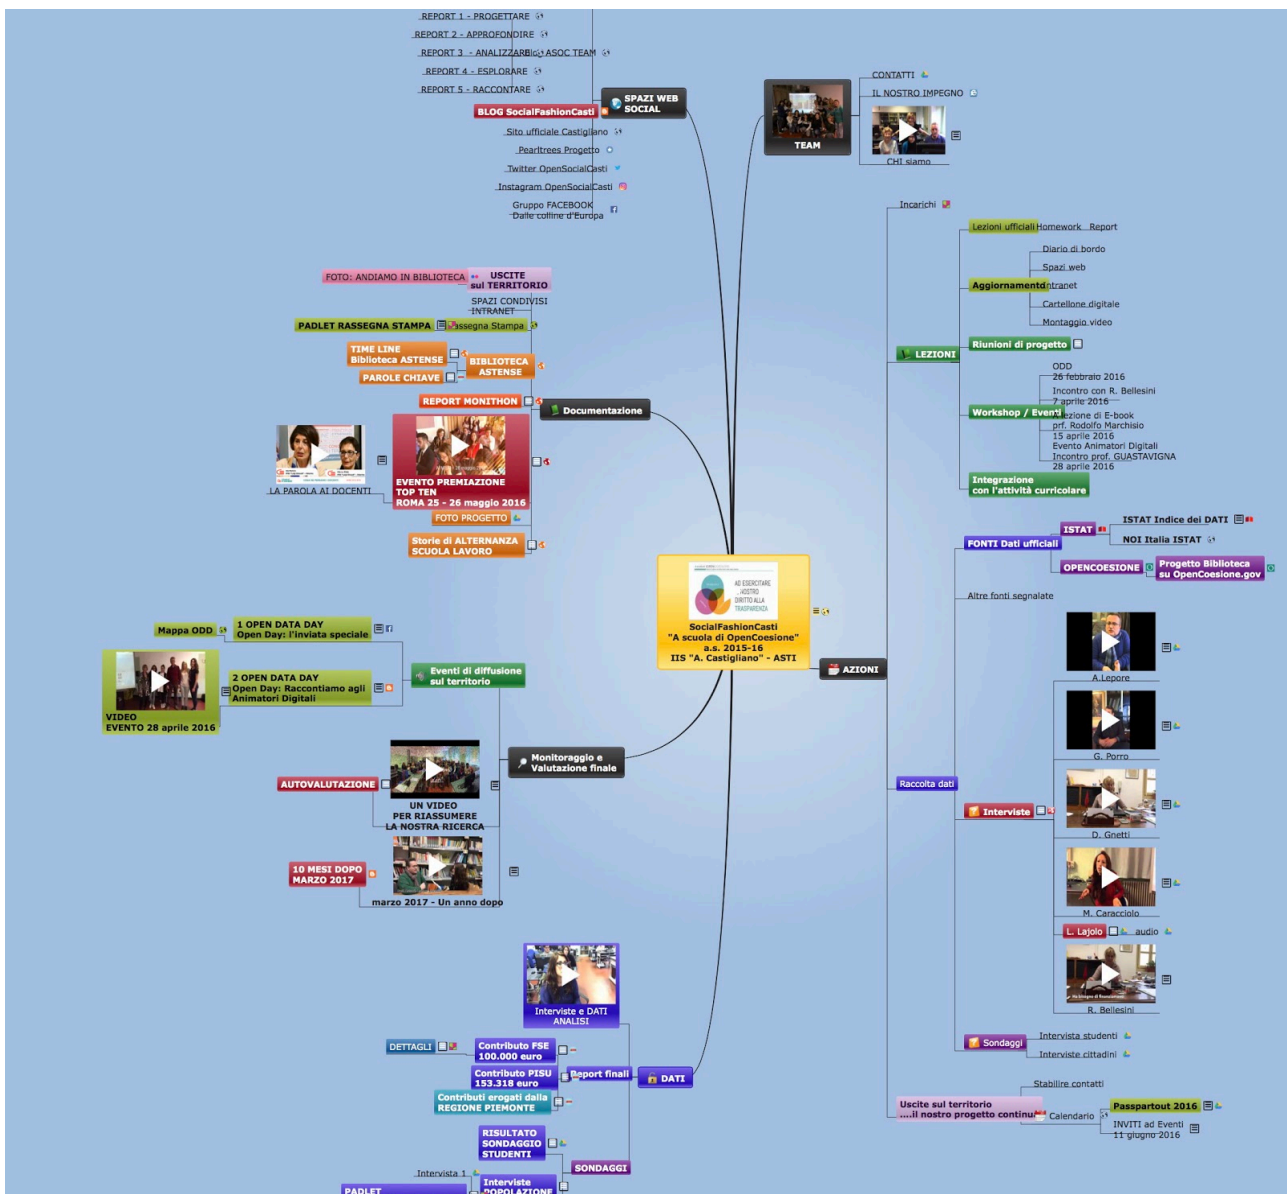 REPORT 1 - PROGETTARE
REPORT 2 - APPROFONDIRE
REPORT 3 - ANALIZZARE
ASOC TEAM
REPORT 4 - ESPLORARE
REPORT 5 - RACCONTARE
BLOG SocialFashionCasti
SPAZI WEB
SOCIAL
Sito ufficiale Castigliano
Pearltrees Progetto
Twitter OpenSocialCasti
Instagram OpenSocialCasti
Gruppo FACEBOOK
Dalle colline d'Europa
TEAM
CONTATTI
IL NOSTRO IMPEGNO
CHI siamo
FOTO: ANDIAMO IN BIBLIOTECA
USCITE
sul TERRITORIO
SPAZI CONDIVISI
INTRANET
PADLET RASSEGNA STAMPA
assegna Stampa
TIME LINE
Biblioteca ASTENSE
PAROLE CHIAVE
BIBLIOTECA
ASTENSE
REPORT MONITHON
Documentazione
EVENTO PREMIAZIONE
TOP TEN
ROMA 25 - 26 maggio 2016
LA PAROLA AI DOCENTI
FOTO PROGETTO
Storie di ALTERNANZA
SCUOLA LAVORO
AD ESERCITARE
NOSTRO
DIRITTO ALLA
TRASPARENZA
SocialFashionCasti
"A scuola di OpenCoesione"
a.s. 2015-16
IIS "A. Castigliano" - ASTI
Incarichi
LEZIONI
Lezioni ufficiali
Homework
Report
Aggiornamento
Diario di bordo
Spazi web
Intranet
Cartellone digitale
Montaggio video
Riunioni di progetto
Workshop / Eventi
ODD
26 febbraio 2016
Incontro con R. Bellesini
7 aprile 2016
A lezione di E-book
prf. Rodolfo Marchisio
15 aprile 2016
Evento Animatori Digitali
Incontro prof. GUASTAVIGNA
28 aprile 2016
Integrazione
con l'attività curricolare
FONTI Dati ufficiali
ISTAT
ISTAT Indice dei DATI
NOI Italia ISTAT
OPENCOESIONE
Progetto Biblioteca
su OpenCoesione.gov
Altre fonti segnalate
AZIONI
Raccolta dati
Interviste
A.Lepore
G. Porro
D. Gnetti
M. Caracciolo
L. Lajolo
audio
R. Bellesini
Sondaggi
Intervista studenti
Interviste cittadini
Uscite sul territorio
....il nostro progetto continua
Stabilire contatti
Calendario
Passpartout 2016
INVITI ad Eventi
11 giugno 2016
Mappa ODD
1 OPEN DATA DAY
Open Day: l'inviata speciale
2 OPEN DATA DAY
Open Day: Raccontiamo agli
Animatori Digitali
VIDEO
EVENTO 28 aprile 2016
Eventi di diffusione
sul territorio
Monitoraggio e
Valutazione finale
AUTOVALUTAZIONE
UN VIDEO
PER RIASSUMERE
LA NOSTRA RICERCA
10 MESI DOPO
MARZO 2017
marzo 2017 - Un anno dopo
Interviste e DATI
ANALISI
DETTAGLI
Contributo FSE
100.000 euro
Contributo PISU
153.318 euro
Contributi erogati dalla
REGIONE PIEMONTE
Report finali
DATI
RISULTATO
SONDAGGIO
STUDENTI
SONDAGGI
Intervista 1
Interviste
POPOLAZIONE
PADLET